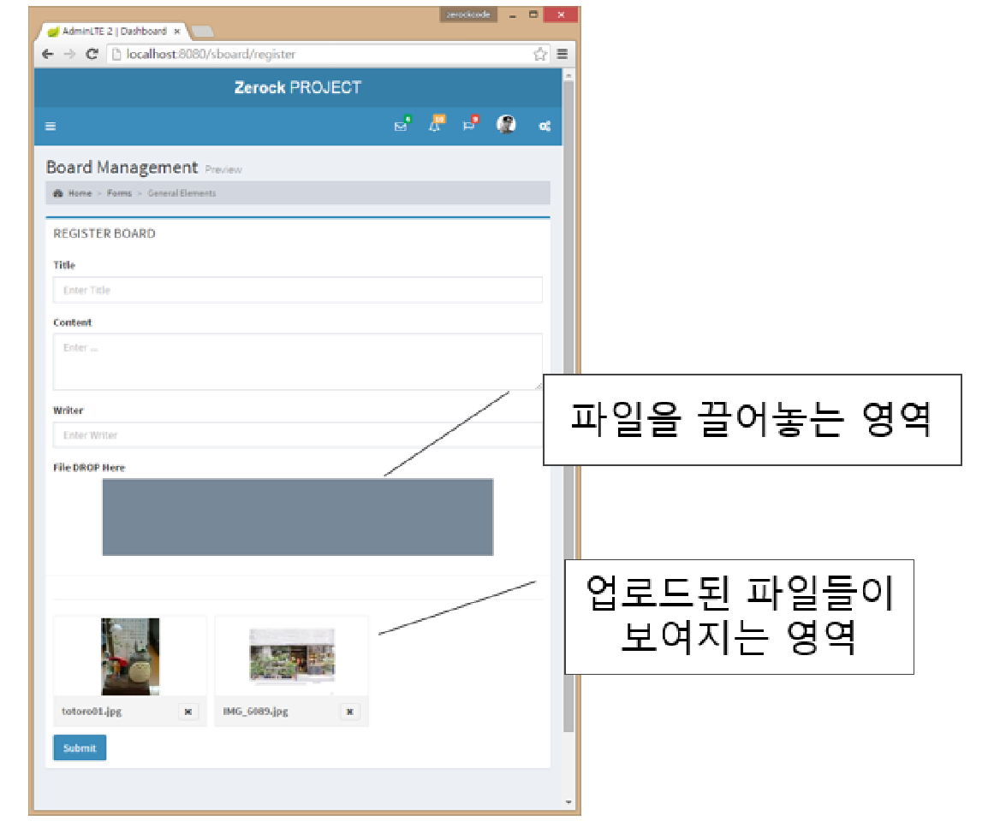 zerockcode
AdminLTE 2 | Dashboard
localhost:8080/sboard/register
Zerock PROJECT
Board Management Preview
Home > Forms > General Elements
REGISTER BOARD
Title
Enter Title
Content
Enter ...
파일을 끌어놓는 영역
Writer
Enter Writer
File DROP Here
업로드된 파일들이
보여지는 영역
totoro01.jpg
IMG_6089.jpg
Submit